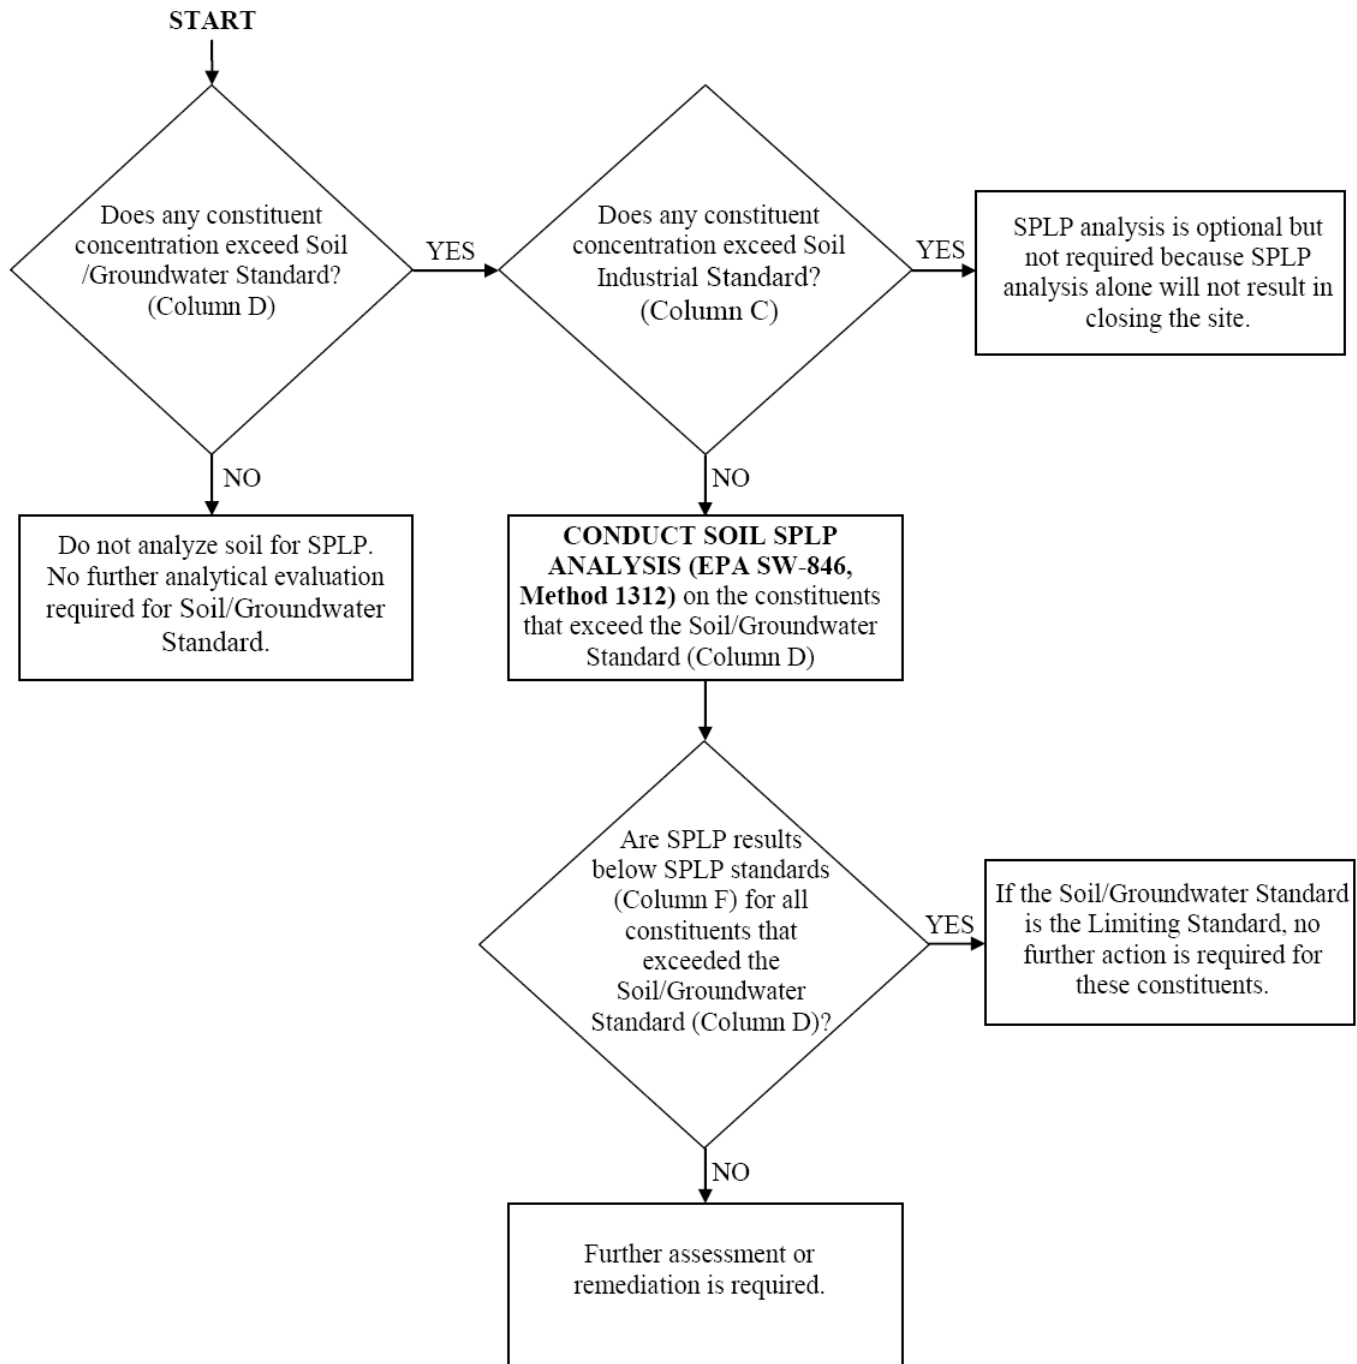 START
Does any constituent
concentration exceed Soil
/Groundwater Standard?
(Column D)
YES
Does any constituent
concentration exceed Soil
Industrial Standard?
(Column C)
YES
SPLP analysis is optional but
not required because SPLP
analysis alone will not result in
closing the site.
NO
NO
Do not analyze soil for SPLP.
No further analytical evaluation
required for Soil/Groundwater
Standard.
CONDUCT SOIL SPLP
ANALYSIS (EPA SW-846,
Method 1312) on the constituents
that exceed the Soil/Groundwater
Standard (Column D)
Are SPLP results
below SPLP standards
(Column F) for all
constituents that
exceeded the
Soil/Groundwater
Standard (Column D)?
YES
If the Soil/Groundwater Standard
is the Limiting Standard, no
further action is required for
these constituents.
NO
Further assessment or
remediation is required.